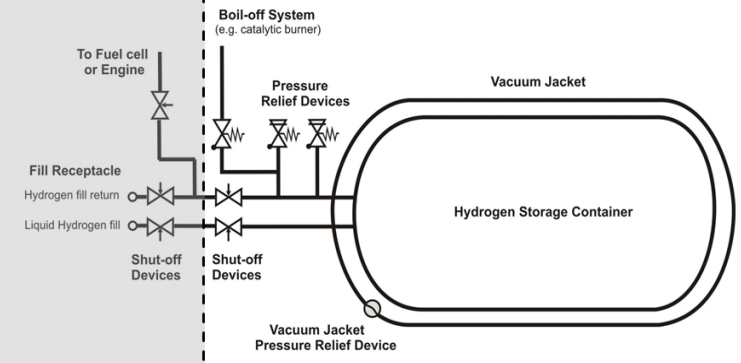 Boil-off System
(e.g. catalytic burner)
To Fuel cell
or Engine
Pressure
Relief Devices
Vacuum Jacket
Fill Receptacle
Hydrogen fill return
Liquid Hydrogen fill
Hydrogen Storage Container
Shut-off
Devices
Shut-off
Devices
Vacuum Jacket
Pressure Relief Device